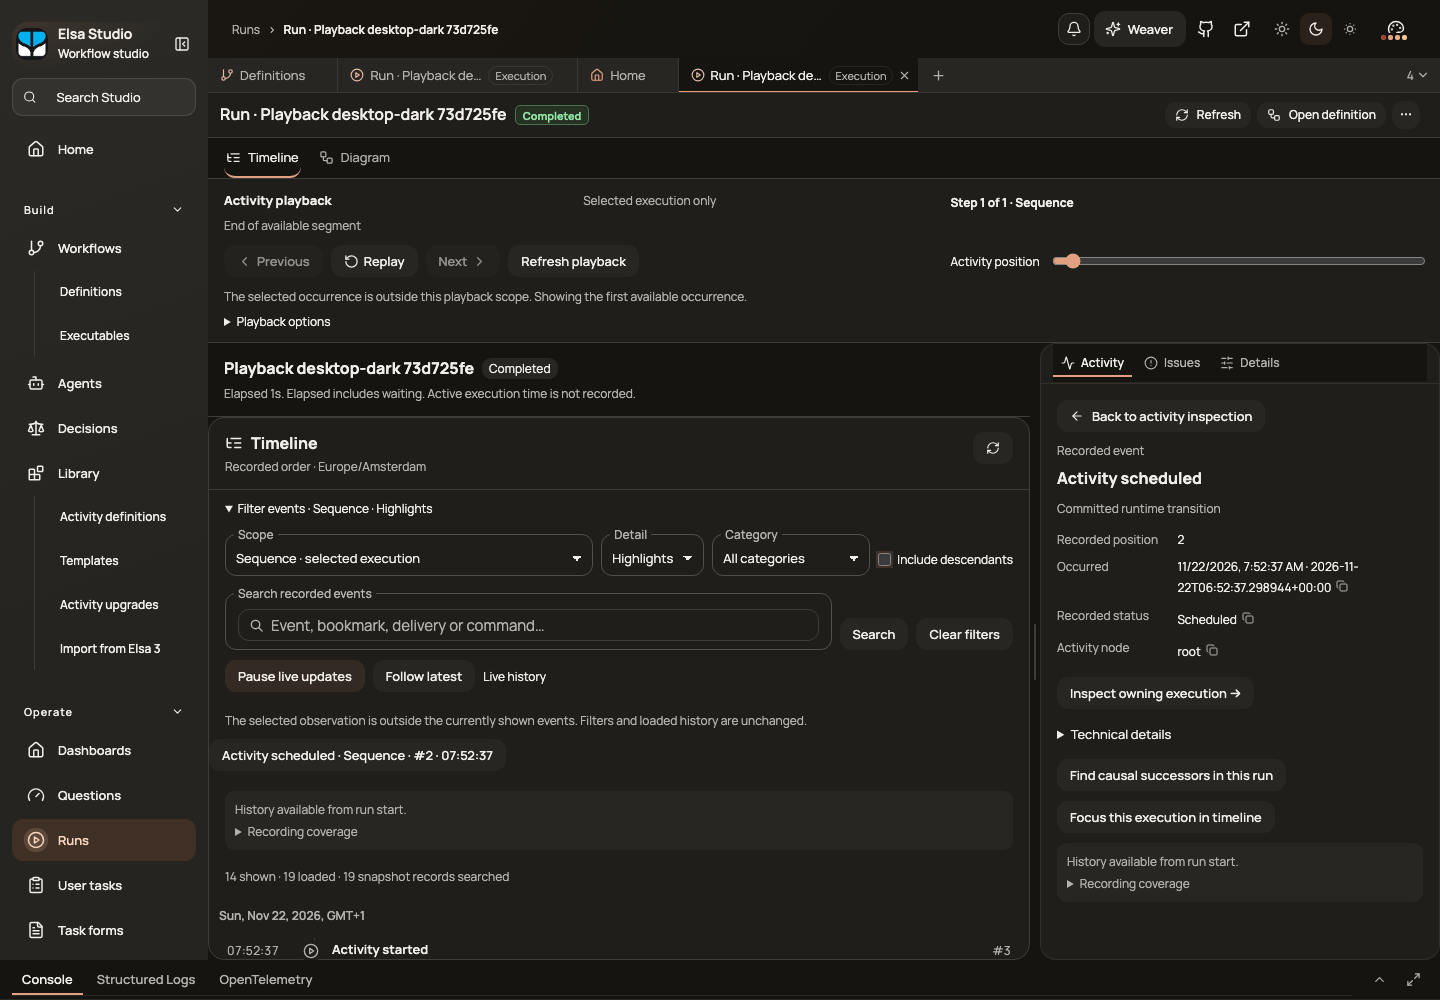 Elsa Studio
Workflow studio
Search Studio
Home
Build
Workflows
Definitions
Executables
Agents
Decisions
Library
Activity definitions
Templates
Activity upgrades
Import from Elsa 3
Operate
Dashboards
Questions
Runs
User tasks
Task forms
Runs › Run · Playback desktop-dark 73d725fe
Weaver
Definitions
Run · Playback de... Execution
Home
Run · Playback de... Execution
4
Run · Playback desktop-dark 73d725fe Completed
Refresh
Open definition
Timeline
Diagram
Activity playback
Selected execution only
Step 1 of 1 · Sequence
End of available segment
Previous
Replay
Next
Refresh playback
Activity position
The selected occurrence is outside this playback scope. Showing the first available occurrence.
Playback options
Playback desktop-dark 73d725fe Completed
Elapsed 1s. Elapsed includes waiting. Active execution time is not recorded.
Timeline
Recorded order · Europe/Amsterdam
Filter events · Sequence · Highlights
Scope
Sequence · selected execution
Detail
Highlights
Category
All categories
Include descendants
Search recorded events
Event, bookmark, delivery or command...
Search
Clear filters
Pause live updates
Follow latest
Live history
The selected observation is outside the currently shown events. Filters and loaded history are unchanged.
Activity scheduled · Sequence · #2 · 07:52:37
History available from run start.
Recording coverage
14 shown · 19 loaded · 19 snapshot records searched
Sun, Nov 22, 2026, GMT+1
07:52:37 Activity started #3
Activity
Issues
Details
Back to activity inspection
Recorded event
Activity scheduled
Committed runtime transition
Recorded position 2
Occurred 11/22/2026, 7:52:37 AM · 2026-11-
22T06:52:37.298944+00:00
Recorded status Scheduled
Activity node root
Inspect owning execution →
Technical details
Find causal successors in this run
Focus this execution in timeline
History available from run start.
Recording coverage
Console
Structured Logs
OpenTelemetry